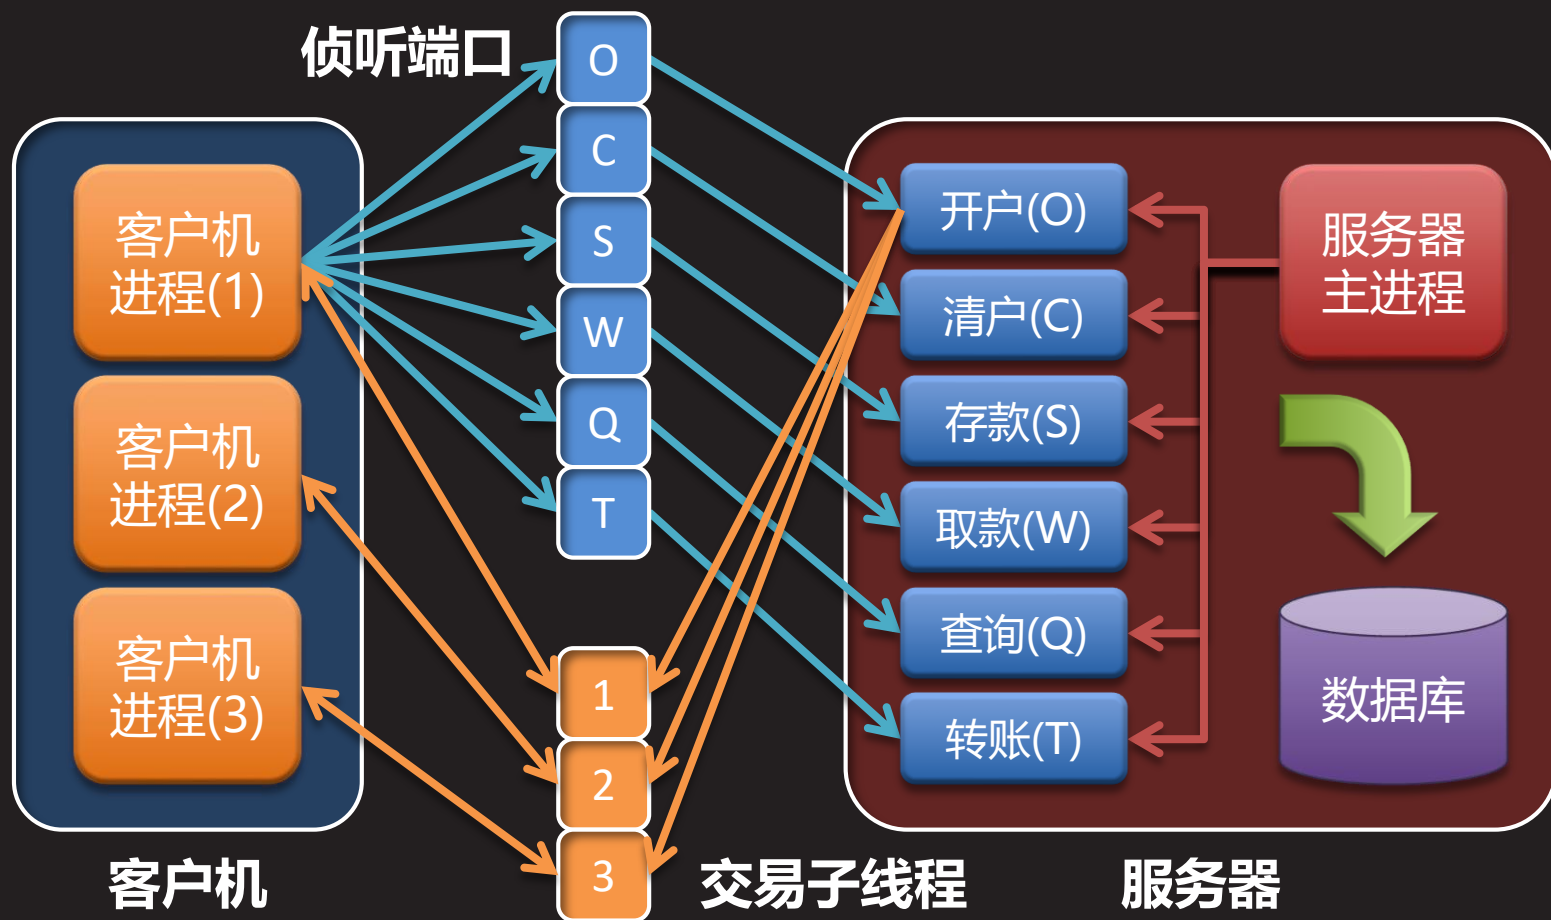 侦听端口
O
C
S
W
Q
T
客户机
进程(1)
客户机
进程(2)
客户机
进程(3)
1
2
3
开户(O)
清户(C)
存款(S)
取款(W)
查询(Q)
转账(T)
服务器
主进程
数据库
客户机
交易子线程
服务器